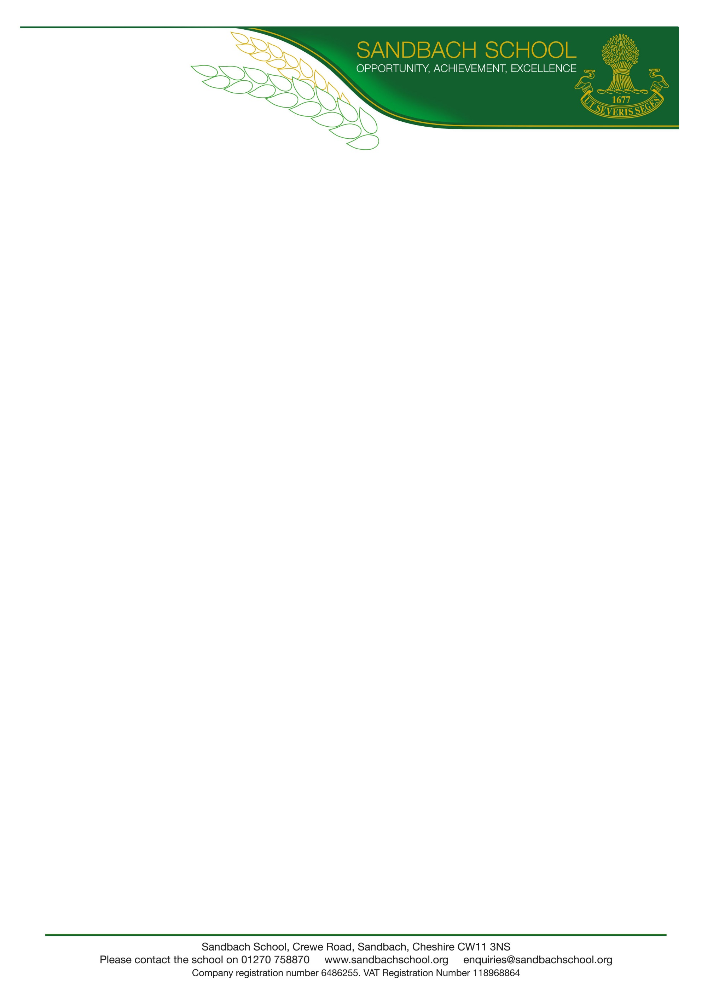 SANDBACH SCHOOL
OPPORTUNITY, ACHIEVEMENT, EXCELLENCE
1677
UT SEVERIS SEGES
Sandbach School, Crewe Road, Sandbach, Cheshire CW11 3NS
Please contact the school on 01270 758870 www.sandbachschool.org enquiries@sandbachschool.org
Company registration number 6486255. VAT Registration Number 118968864